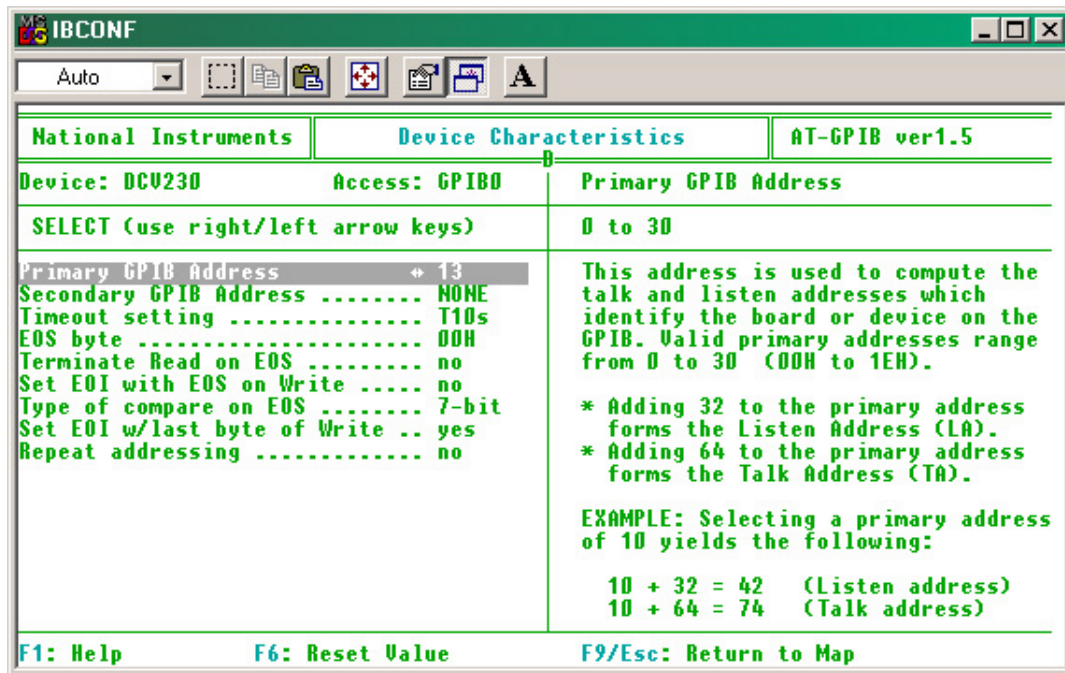 IBCONF
Auto
A
National Instruments Device Characteristics AT-GPIB ver1.5
Device: DCV230 Access: GPIB0
SELECT (use right/left arrow keys)
Primary GPIB Address ↔ 13
Secondary GPIB Address ........ NONE
Timeout setting ............... T10s
EOS byte ...................... 00H
Terminate Read on EOS ......... no
Set EOI with EOS on Write ..... no
Type of compare on EOS ........ 7-bit
Set EOI w/last byte of Write .. yes
Repeat addressing ............. no
Primary GPIB Address
0 to 30
This address is used to compute the
talk and listen addresses which
identify the board or device on the
GPIB. Valid primary addresses range
from 0 to 30 (00H to 1EH).
* Adding 32 to the primary address
forms the Listen Address (LA).
* Adding 64 to the primary address
forms the Talk Address (TA).
EXAMPLE: Selecting a primary address
of 10 yields the following:
10 + 32 = 42 (Listen address)
10 + 64 = 74 (Talk address)
F1: Help F6: Reset Value F9/Esc: Return to Map